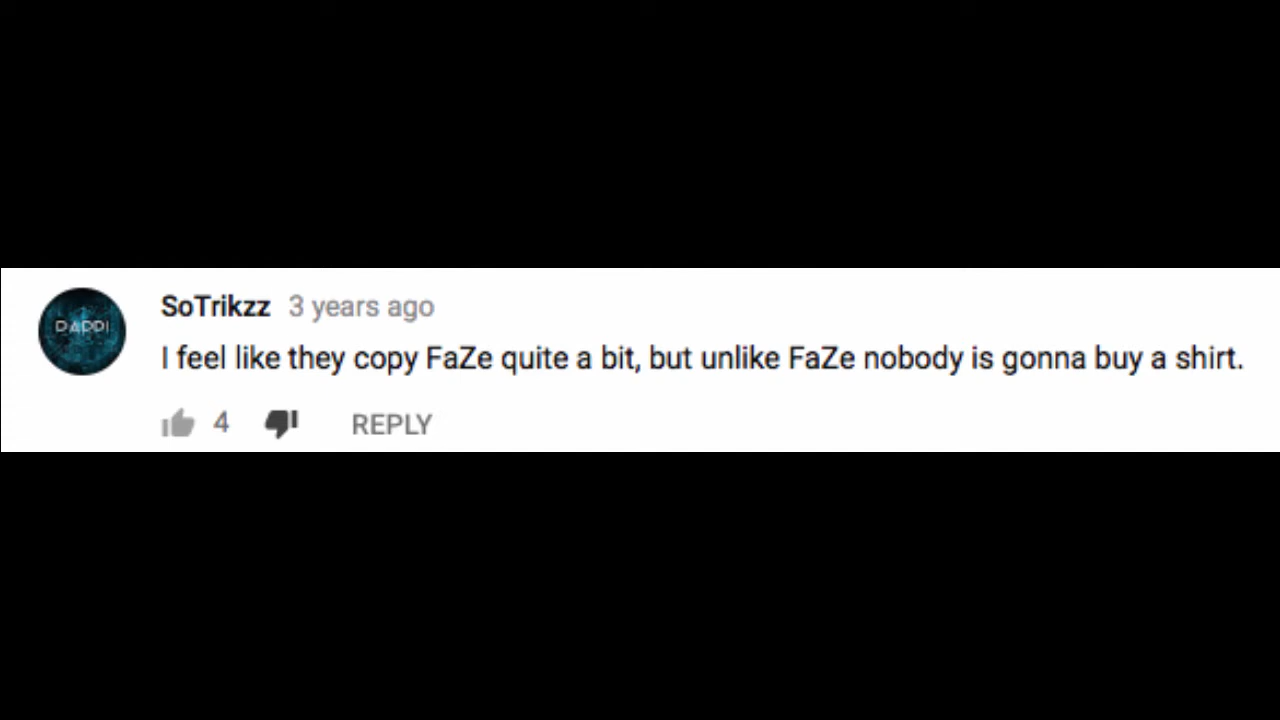 SoTrikzz 3 years ago
I feel like they copy FaZe quite a bit, but unlike FaZe nobody is gonna buy a shirt.
4 REPLY